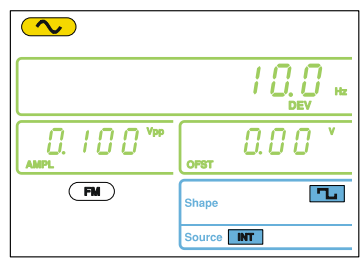 10.0 Hz
DEV
0.100 Vpp
AMPL
0.00 V
OFST
FM
Shape
Source INT